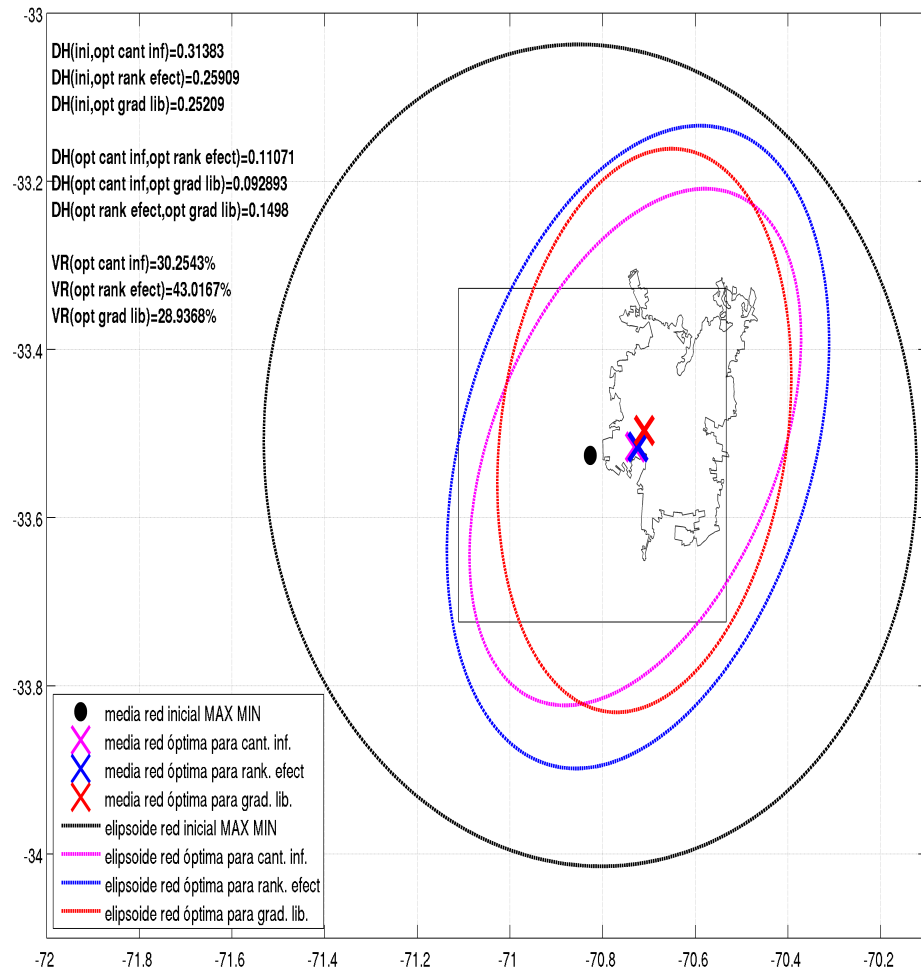 -33
DH(ini,opt cant inf)=0.31383
DH(ini,opt rank efect)=0.25909
DH(ini,opt grad lib)=0.25209
DH(opt cant inf,opt rank efect)=0.11071
-33.2
DH(opt cant inf,opt grad lib)=0.092893
DH(opt rank efect,opt grad lib)=0.1498
VR(opt cant inf)=30.2543%
VR(opt rank efect)=43.0167%
VR(opt grad lib)=28.9368%
-33.4
-33.6
-33.8
media red inicial MAX MIN
media red óptima para cant. inf.
media red óptima para rank. efect
media red óptima para grad. lib.
elipsoide red inicial MAX MIN
-34
elipsoide red óptima para cant. inf.
elipsoide red óptima para rank. efect
elipsoide red óptima para grad. lib.
-72 -71.8 -71.6 -71.4 -71.2 -71 -70.8 -70.6 -70.4 -70.2